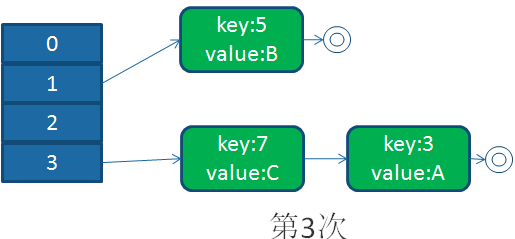 0
1
2
3
key:5
value:B
key:7
value:C
key:3
value:A
第3次